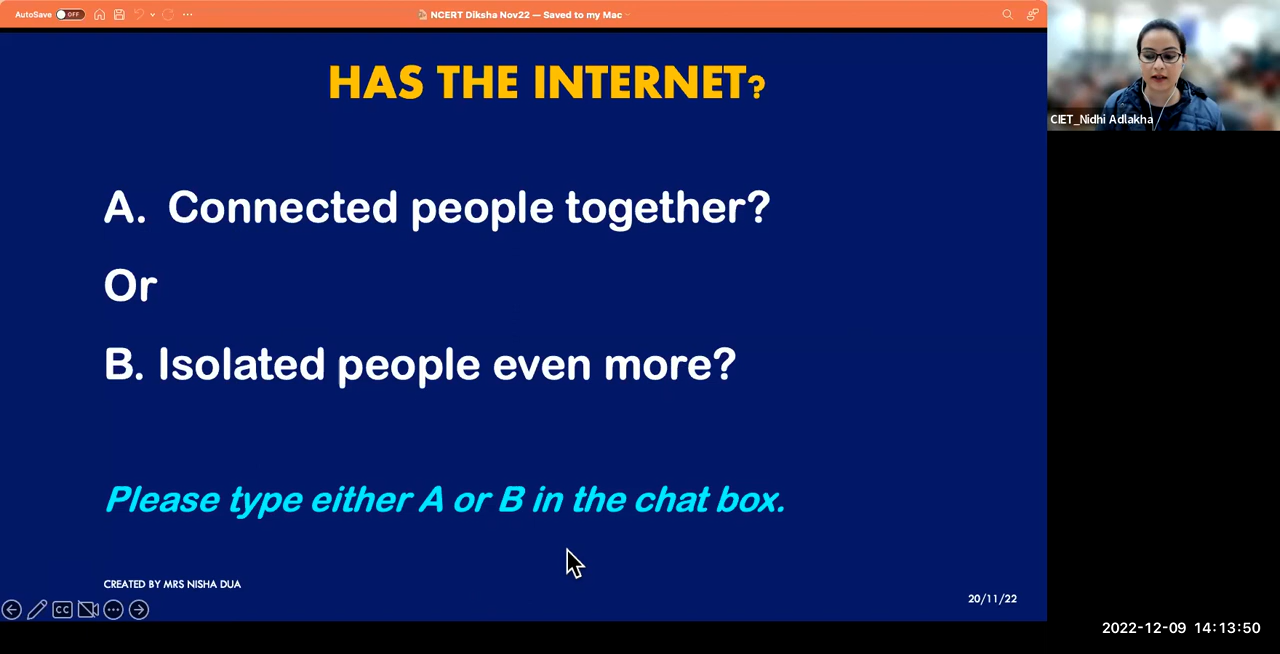 AutoSave OFF
NCERT Diksha Nov22 — Saved to my Mac
HAS THE INTERNET?
A. Connected people together?
Or
B. Isolated people even more?
Please type either A or B in the chat box.
CREATED BY MRS NISHA DUA
20/11/22
CC
CIET_Nidhi Adlakha
2022-12-09 14:13:50